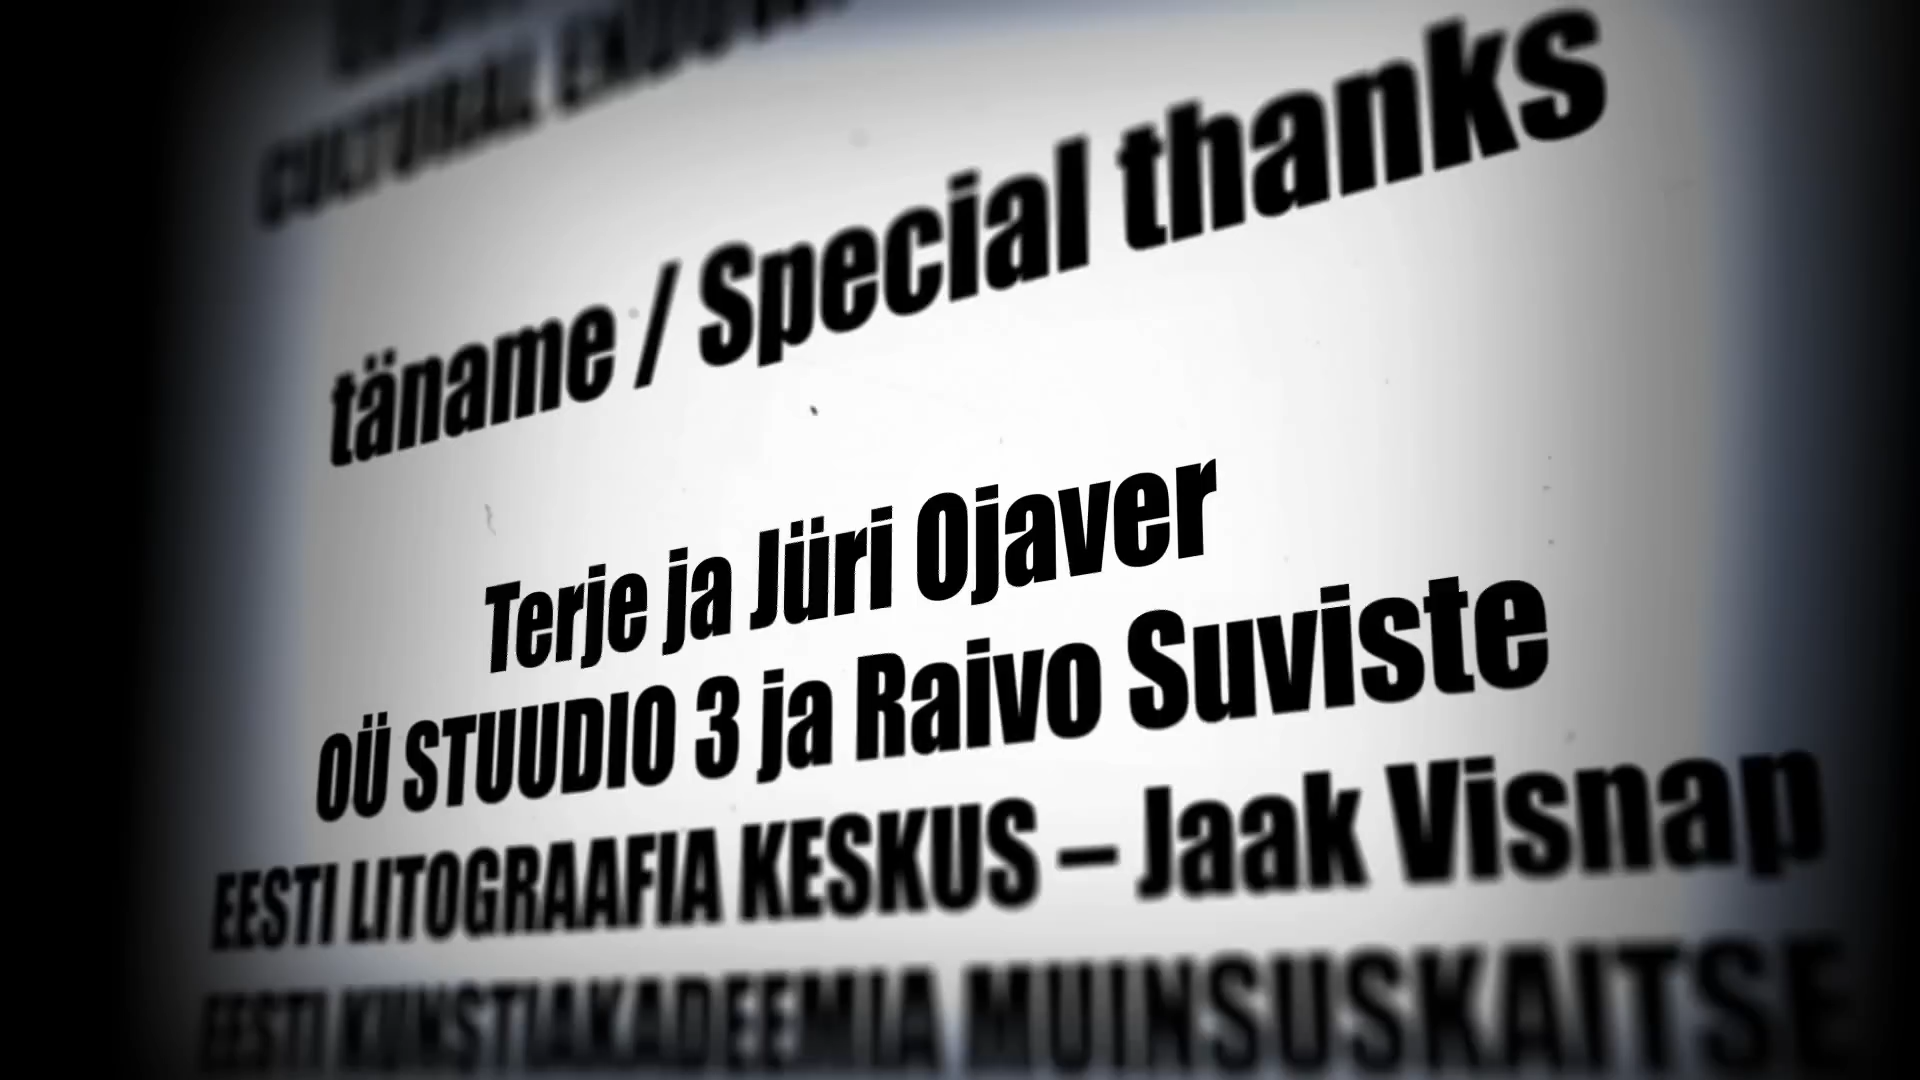 CULTURAL
täname / Special thanks
Terje ja Jüri Ojaver
OÜ STUUDIO 3 ja Raivo Suviste
EESTI LITOGRAAFIA KESKUS – Jaak Visnap
EESTI KUNSTIAKADEEMIA MUINSUSKAITSE